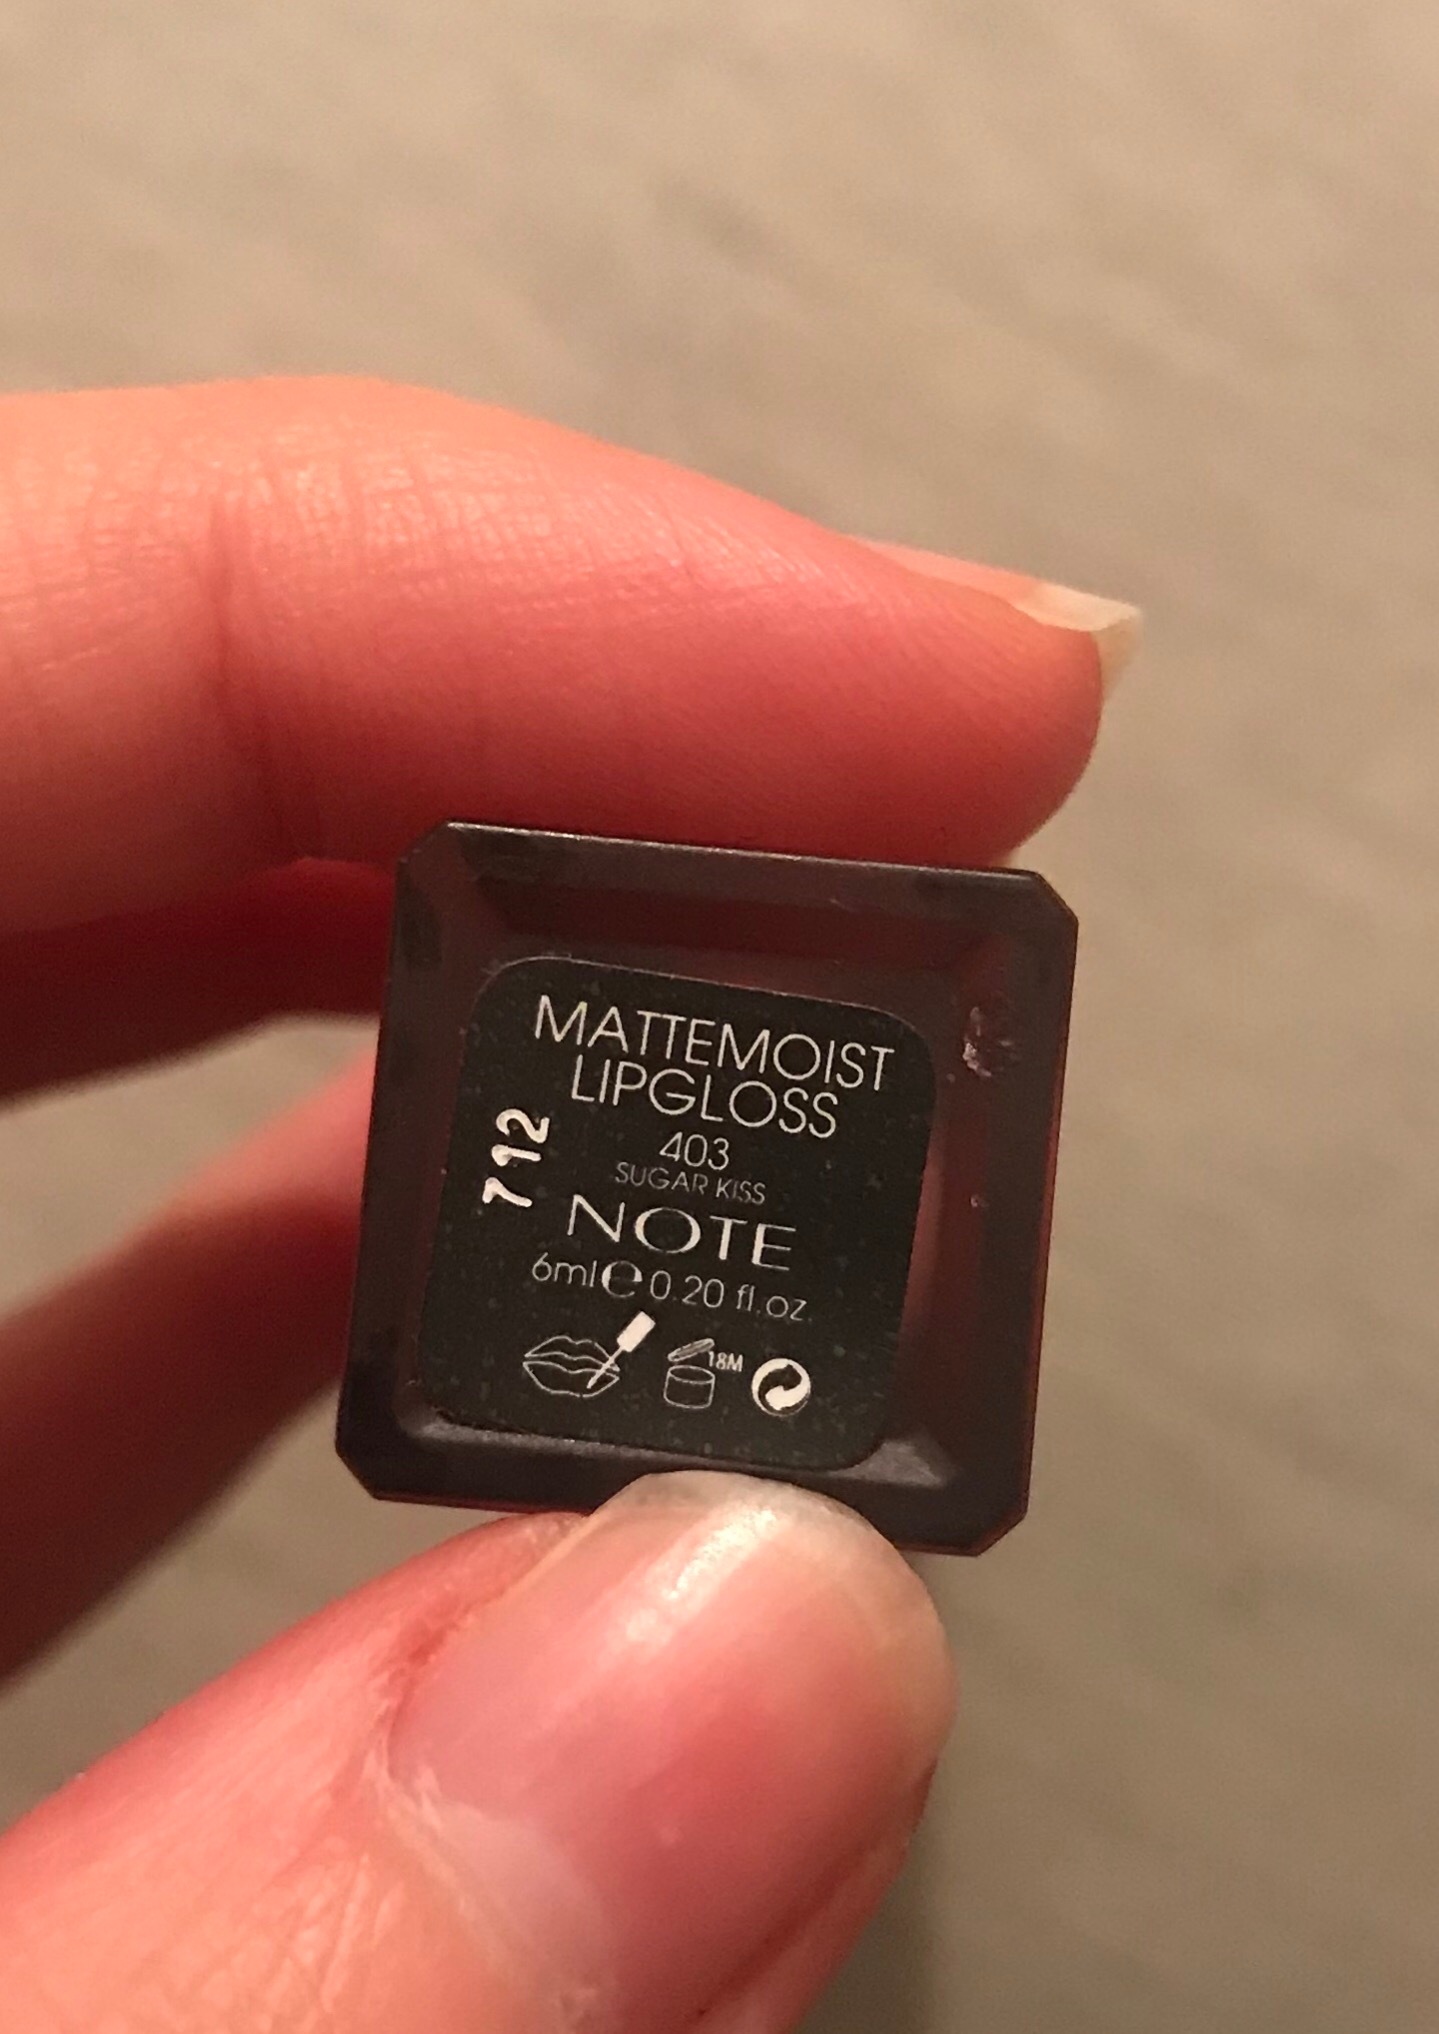 MATTEMOIST
LIPGLOSS
403
SUGAR KISS
NOTE
6ml℮0.20 fl.oz.
18M
712